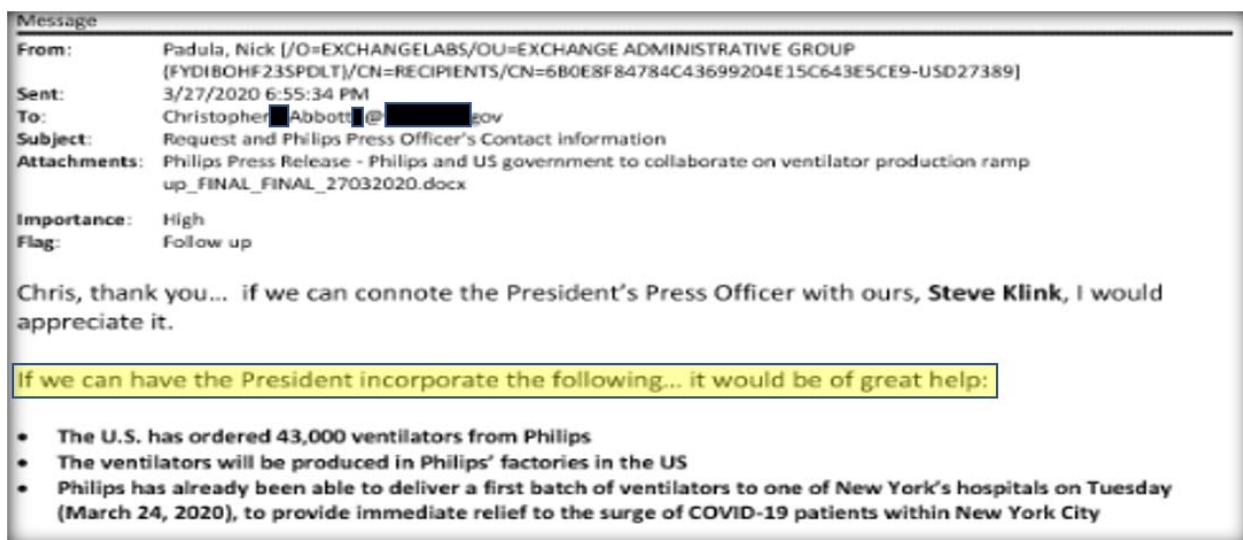 Message
From: Padula, Nick [/O=EXCHANGELABS/OU=EXCHANGE ADMINISTRATIVE GROUP
(FYDIBOHF23SPDLT)/CN=RECIPIENTS/CN=6B0E8F84784C43699204E15C643E5CE9-USD27389]
Sent: 3/27/2020 6:55:34 PM
To: Christopher Abbott @ gov
Subject: Request and Philips Press Officer's Contact information
Attachments: Philips Press Release - Philips and US government to collaborate on ventilator production ramp
up_FINAL_FINAL_27032020.docx
Importance: High
Flag: Follow up
Chris, thank you... if we can connote the President's Press Officer with ours, Steve Klink, I would
appreciate it.
If we can have the President incorporate the following... it would be of great help:
• The U.S. has ordered 43,000 ventilators from Philips
• The ventilators will be produced in Philips' factories in the US
• Philips has already been able to deliver a first batch of ventilators to one of New York's hospitals on Tuesday
(March 24, 2020), to provide immediate relief to the surge of COVID-19 patients within New York City